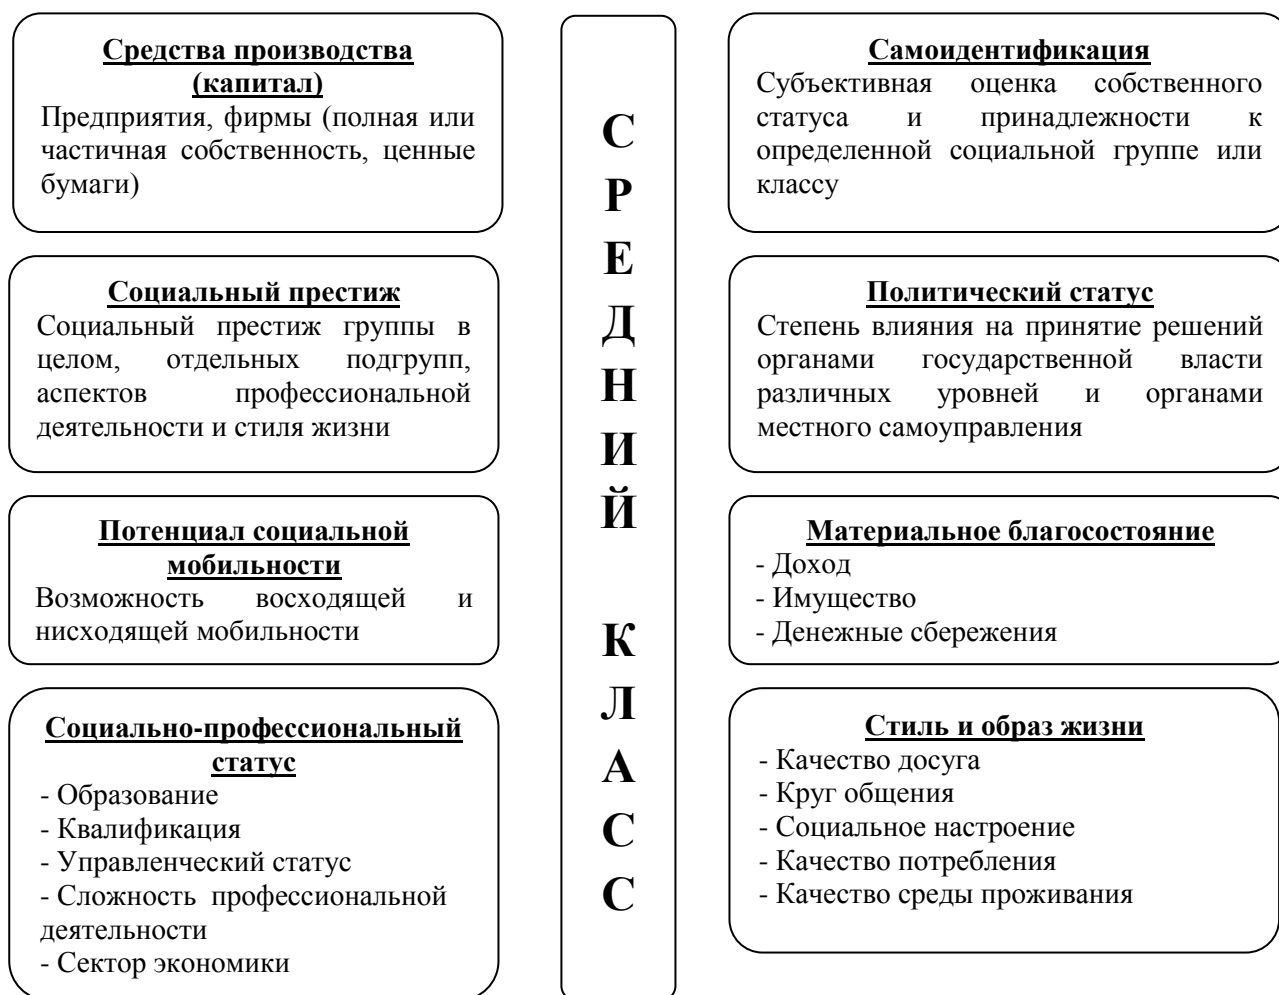 Средства производства
(капитал)
Предприятия, фирмы (полная или
частичная собственность, ценные
бумаги)
Социальный престиж
Социальный престиж группы в
целом, отдельных подгрупп,
аспектов профессиональной
деятельности и стиля жизни
Потенциал социальной
мобильности
Возможность восходящей и
нисходящей мобильности
Социально-профессиональный
статус
- Образование
- Квалификация
- Управленческий статус
- Сложность профессиональной
деятельности
- Сектор экономики
С
Р
Е
Д
Н
И
Й
К
Л
А
С
С
Самоидентификация
Субъективная оценка собственного
статуса и принадлежности к
определенной социальной группе или
классу
Политический статус
Степень влияния на принятие решений
органами государственной власти
различных уровней и органами
местного самоуправления
Материальное благосостояние
- Доход
- Имущество
- Денежные сбережения
Стиль и образ жизни
- Качество досуга
- Круг общения
- Социальное настроение
- Качество потребления
- Качество среды проживания